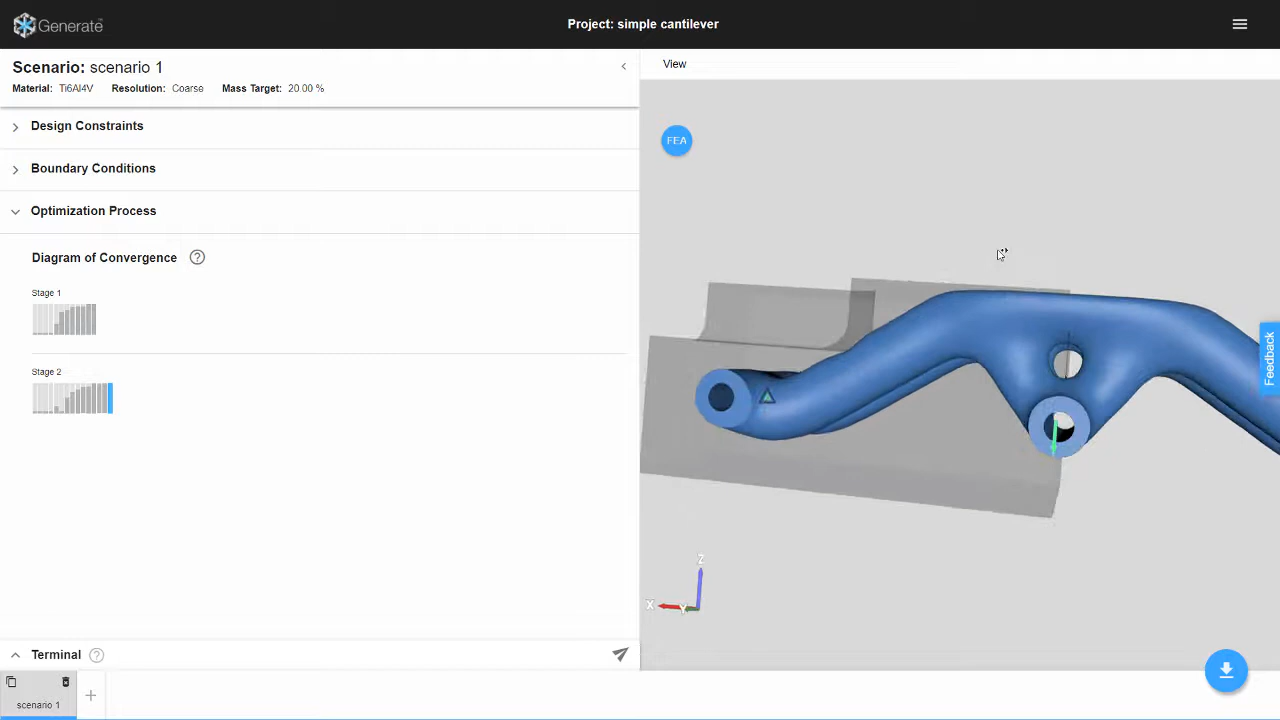 Generate
Project: simple cantilever
Scenario: scenario 1
Material: Ti6Al4V Resolution: Coarse Mass Target: 20.00 %
View
Design Constraints
FEA
Boundary Conditions
Optimization Process
Diagram of Convergence ?
Stage 1
Stage 2
Feedback
Z
X
Y
Terminal ?
scenario 1